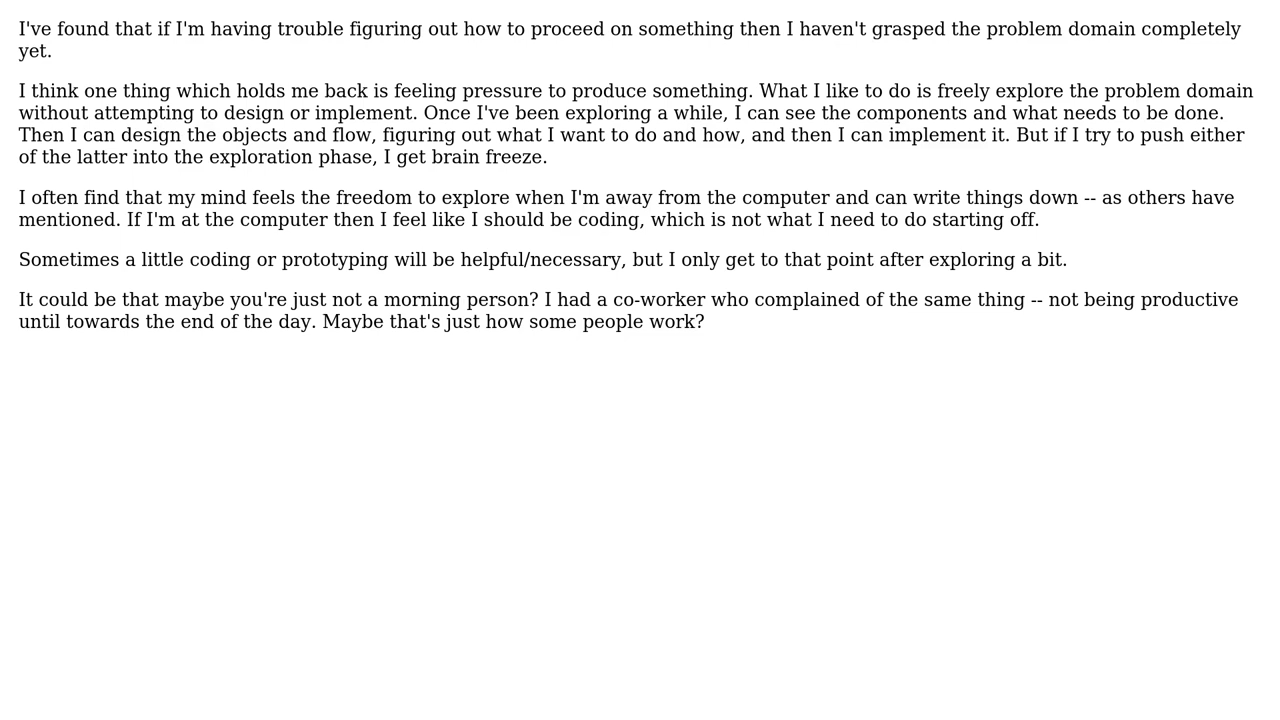 I've found that if I'm having trouble figuring out how to proceed on something then I haven't grasped the problem domain completely
yet.
I think one thing which holds me back is feeling pressure to produce something. What I like to do is freely explore the problem domain
without attempting to design or implement. Once I've been exploring a while, I can see the components and what needs to be done.
Then I can design the objects and flow, figuring out what I want to do and how, and then I can implement it. But if I try to push either
of the latter into the exploration phase, I get brain freeze.
I often find that my mind feels the freedom to explore when I'm away from the computer and can write things down -- as others have
mentioned. If I'm at the computer then I feel like I should be coding, which is not what I need to do starting off.
Sometimes a little coding or prototyping will be helpful/necessary, but I only get to that point after exploring a bit.
It could be that maybe you're just not a morning person? I had a co-worker who complained of the same thing -- not being productive
until towards the end of the day. Maybe that's just how some people work?